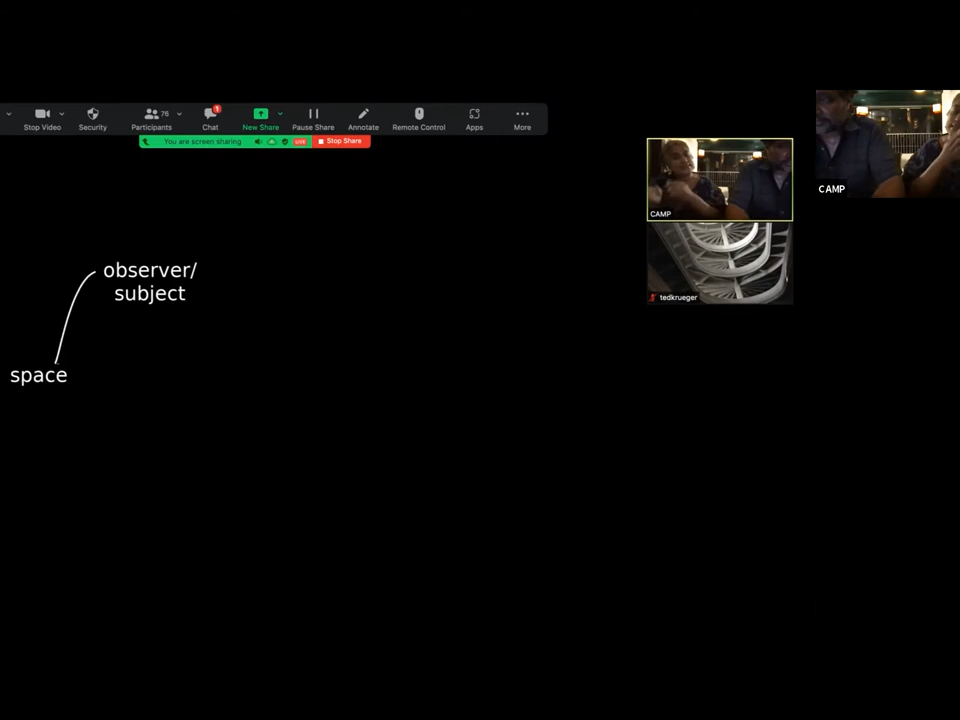 76
1
Stop Video
Security
Participants
Chat
New Share
Pause Share
Annotate
Remote Control
Apps
More
You are screen sharing
LIVE
Stop Share
CAMP
CAMP
tedkrueger
observer/
subject
space